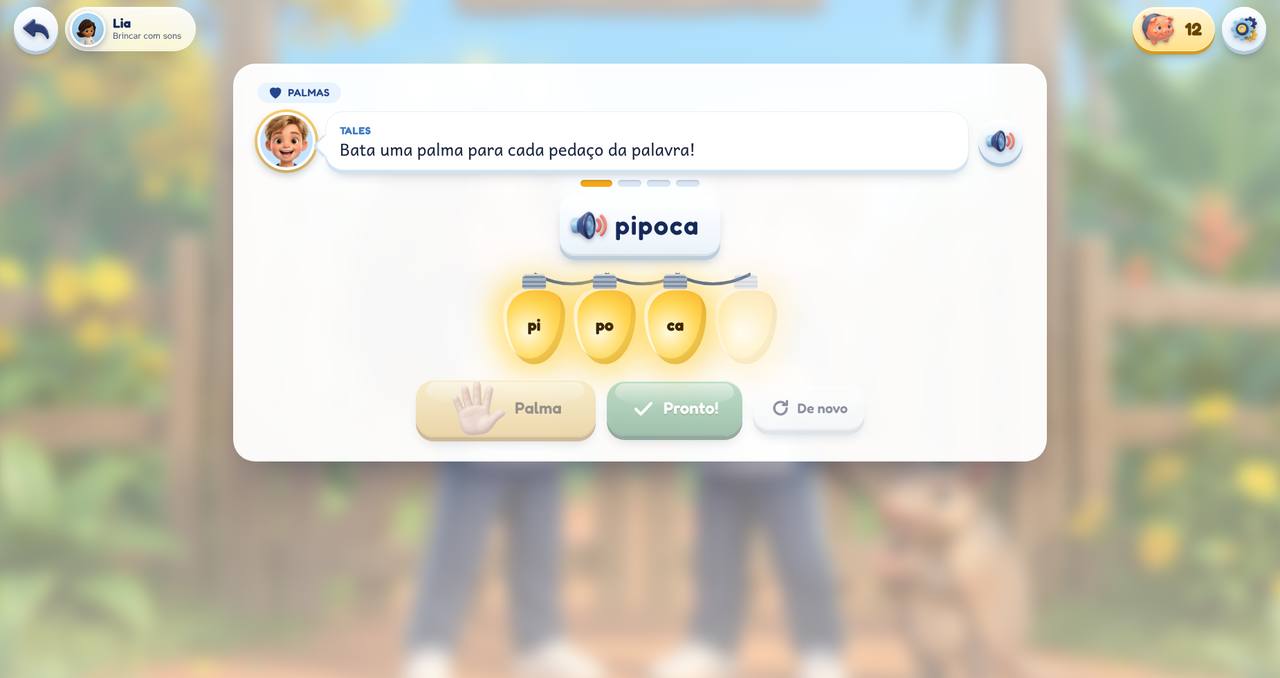 Lia
Brincar com sons
12
PALMAS
TALES
Bata uma palma para cada pedaço da palavra!
pipoca
pi po ca
Palma
Pronto!
De novo